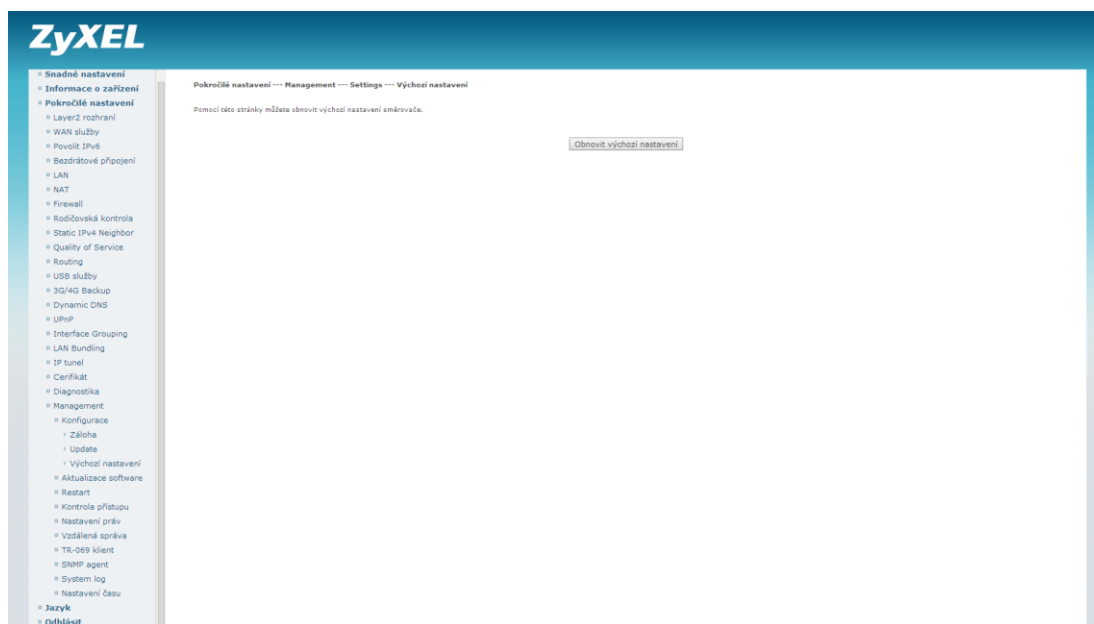 ZyXEL
Snadné nastavení
Informace o zařízení
Pokročilé nastavení
Layer2 rozhraní
WAN služby
Povolit IPv6
Bezdrátové připojení
LAN
NAT
Firewall
Rodičovská kontrola
Static IPv4 Neighbor
Quality of Service
Routing
USB služby
3G/4G Backup
Dynamic DNS
UPnP
Interface Grouping
LAN Bundling
IP tunel
Cerifikát
Diagnostika
Management
Konfigurace
Záloha
Update
Výchozí nastavení
Aktualizace software
Restart
Kontrola přístupu
Nastavení práv
Vzdálená správa
TR-069 klient
SNMP agent
System log
Nastavení času
Jazyk
Odhlásit
Pokročilé nastavení --- Management --- Settings --- Výchozí nastavení
Pomocí této stránky můžete obnovit výchozí nastavení směrovače.
Obnovit výchozí nastavení